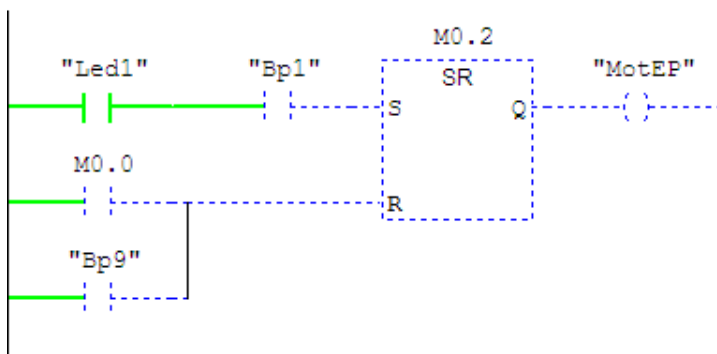 M0.2
"Led1" "Bp1" SR "MotEP"
S Q
M0.0
R
"Bp9"